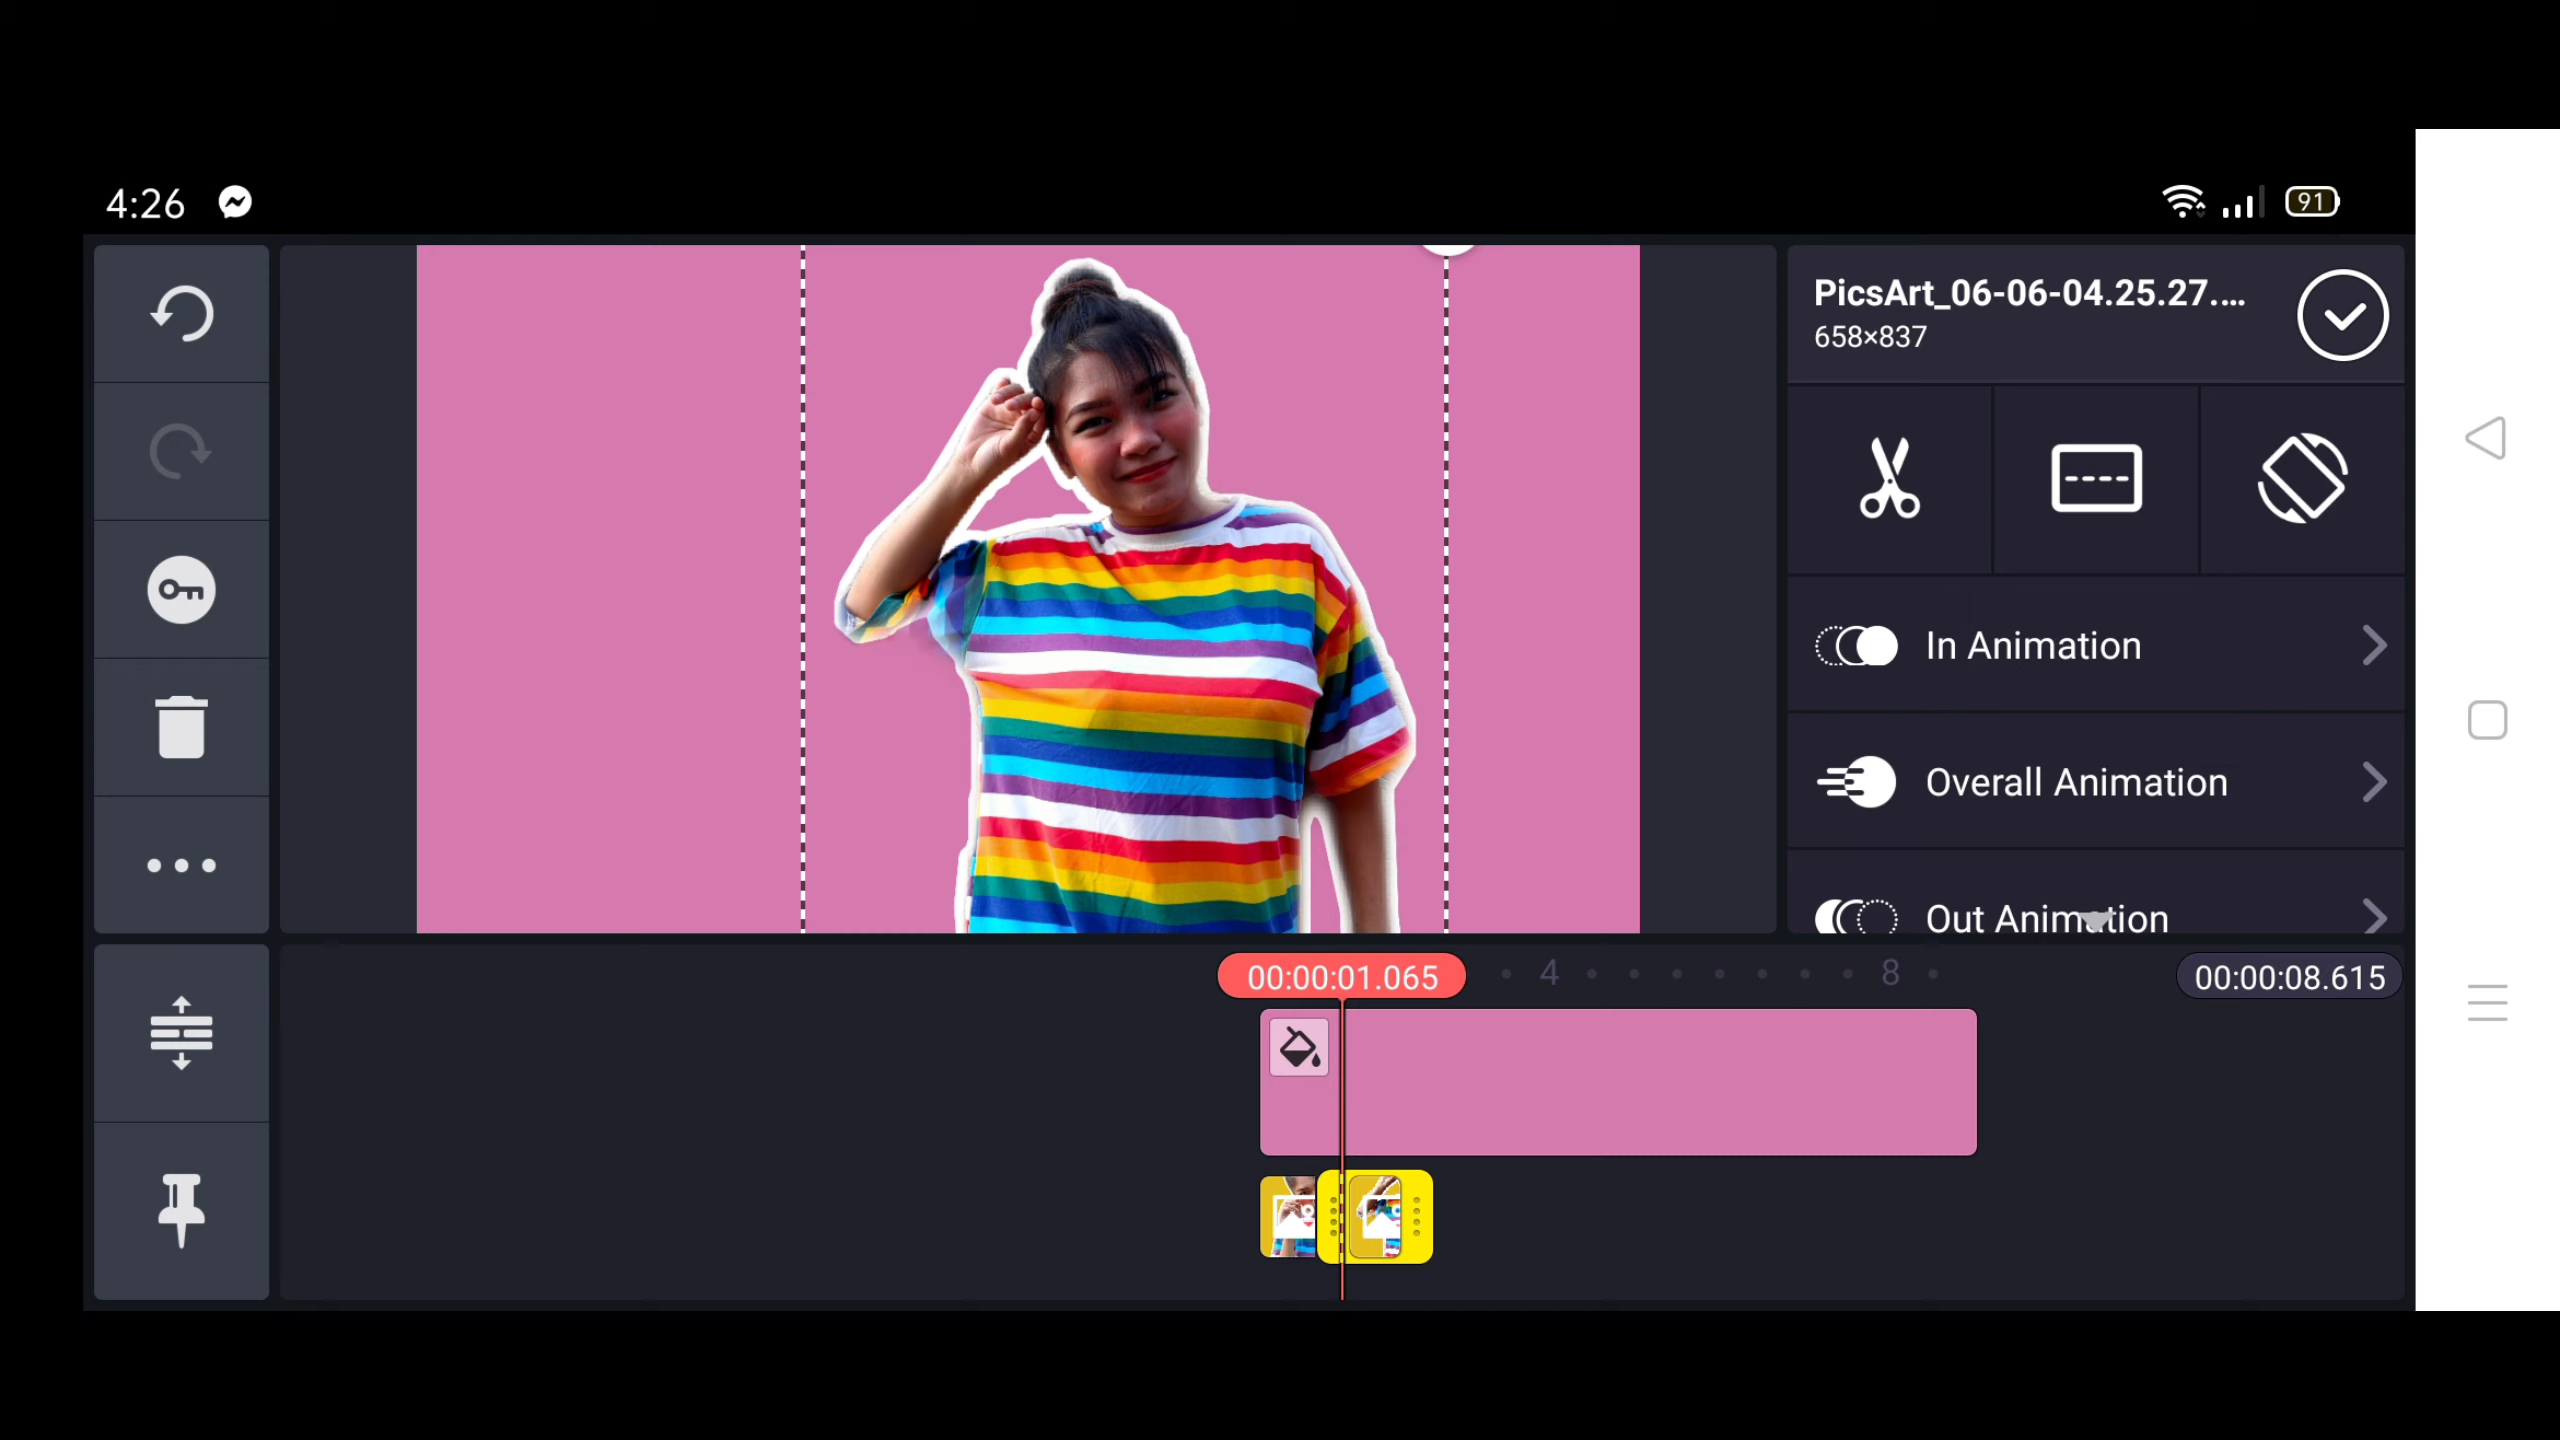 4:26
91
PicsArt_06-06-04.25.27....
658×837
In Animation
Overall Animation
Out Animation
00:00:01.065
4
8
00:00:08.615